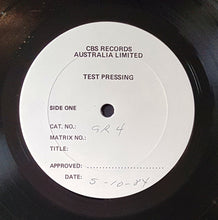 CBS RECORDS
AUSTRALIA LIMITED
TEST PRESSING
SIDE ONE
CAT. NO.: GR 4
MATRIX NO.:
TITLE:
APPROVED:
DATE: 5-10-84